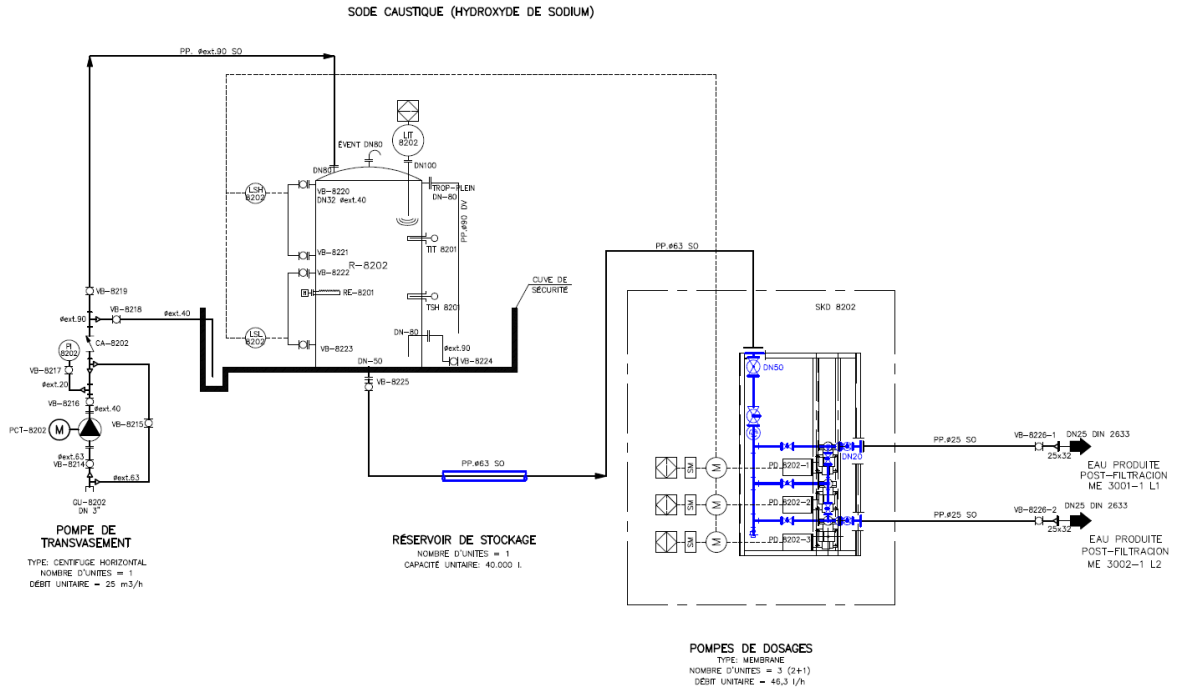 SODE CAUSTIQUE (HYDROXYDE DE SODIUM)
PP. øext.90 SO
LIT
8202
ÉVENT DN80
DN80
DN100
LSH
8202
VB-8220
DN32 øext.40
TROP-PLEIN
DN-80
PP.ø90 DV
TIT 8201
PP.ø63 SO
VB-8221
R-8202
VB-8222
RE-8201
TSH 8201
CUVE DE
SÉCURITÉ
SKD 8202
VB-8219
VB-8218
øext.90
øext.40
CA-8202
PI
8202
LSL
8202
VB-8223
DN-80
øext.90
VB-8224
DN-50
VB-8225
VB-8217
øext.20
VB-8216
øext.40
PCT-8202
M
VB-8215
øext.63
VB-8214
øext.63
GU-8202
DN 3"
DN50
PP.ø63 SO
SM
M
PD_8202-1
SM
M
PD_8202-2
SM
M
PD_8202-3
DN20
PP.ø25 SO
VB-8226-1
DN25 DIN 2633
25x32
EAU PRODUITE
POST-FILTRACION
ME 3001-1 L1
PP.ø25 SO
VB-8226-2
DN25 DIN 2633
25x32
EAU PRODUITE
POST-FILTRACION
ME 3002-1 L2
POMPE DE
TRANSVASEMENT
TYPE: CENTIFUGE HORIZONTAL
NOMBRE D'UNITES = 1
DÉBIT UNITAIRE = 25 m3/h
RÉSERVOIR DE STOCKAGE
NOMBRE D'UNITES = 1
CAPACITÉ UNITAIRE: 40.000 l.
POMPES DE DOSAGES
TYPE: MEMBRANE
NOMBRE D'UNITES = 3 (2+1)
DÉBIT UNITAIRE = 46,3 l/h